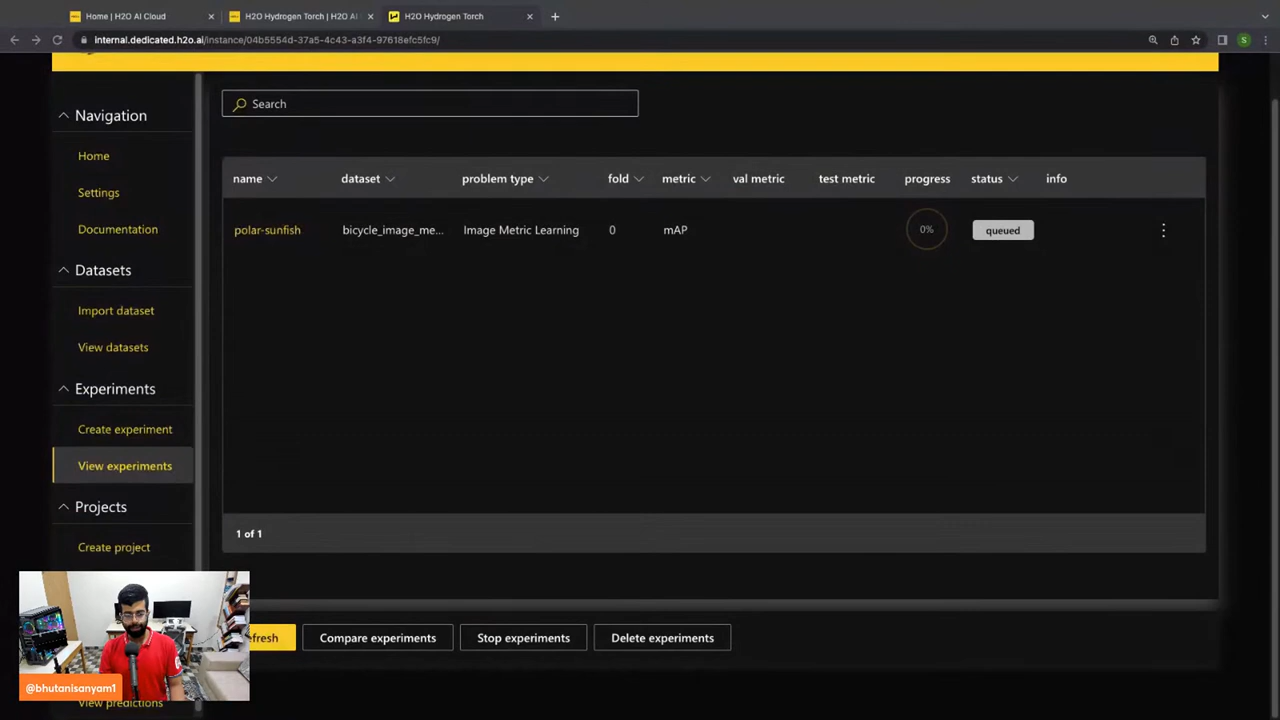 Home | H2O AI Cloud
H2O Hydrogen Torch | H2O AI
H2O Hydrogen Torch
internal.dedicated.h2o.ai/instance/04b5554d-37a5-4c43-a3f4-97618efc5fc9/
S
Navigation
Home
Settings
Documentation
Datasets
Import dataset
View datasets
Experiments
Create experiment
View experiments
Projects
Create project
View predictions
Search
name dataset problem type fold metric val metric test metric progress status info
polar-sunfish bicycle_image_me... Image Metric Learning 0 mAP 0% queued
1 of 1
efresh Compare experiments Stop experiments Delete experiments
@bhutanisanyam1